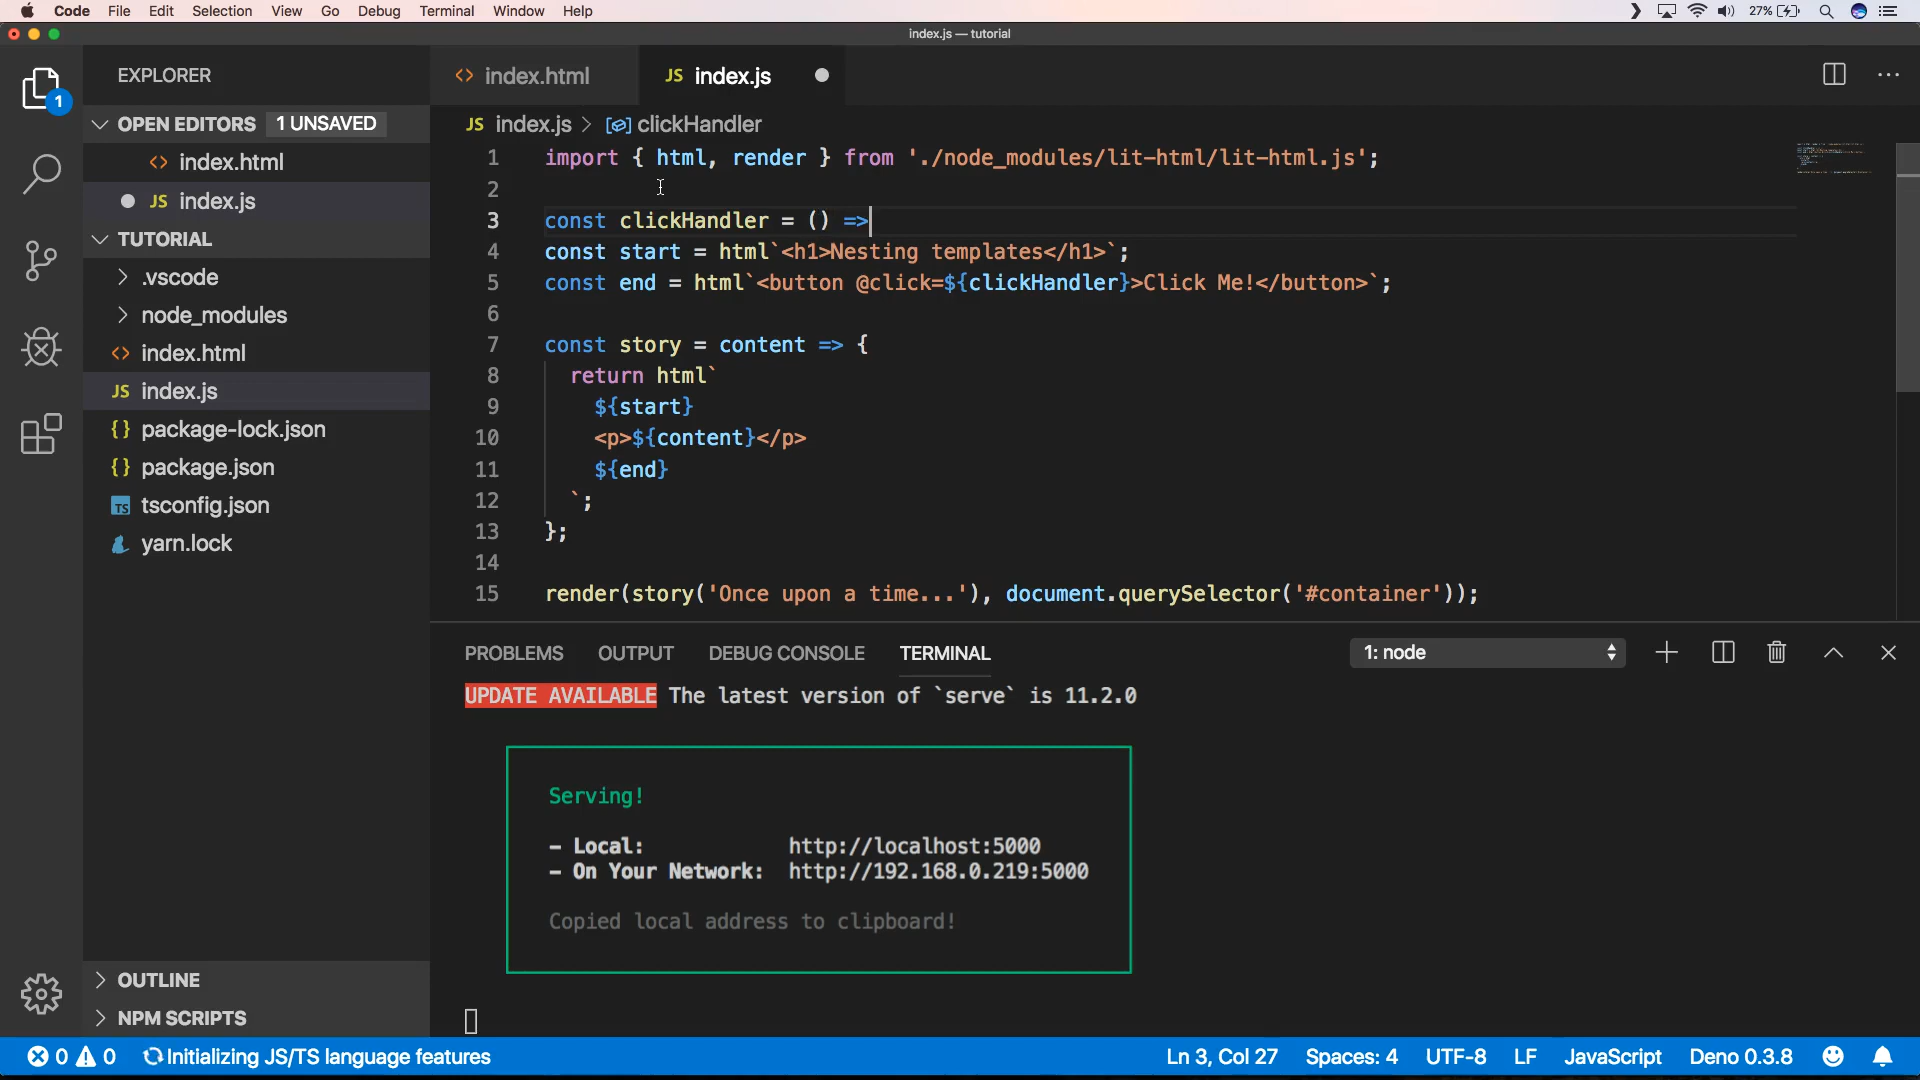 Code File Edit Selection View Go Debug Terminal Window Help 27%
index.js — tutorial
EXPLORER
OPEN EDITORS 1 UNSAVED
<> index.html
JS index.js
TUTORIAL
.vscode
node_modules
<> index.html
JS index.js
{} package-lock.json
{} package.json
TS tsconfig.json
yarn.lock
OUTLINE
NPM SCRIPTS
1
<> index.html JS index.js
JS index.js > clickHandler
1 import { html, render } from './node_modules/lit-html/lit-html.js';
2
3 const clickHandler = () =>
4 const start = html`<h1>Nesting templates</h1>`;
5 const end = html`<button @click=${clickHandler}>Click Me!</button>`;
6
7 const story = content => {
8 return html`
9 ${start}
10 <p>${content}</p>
11 ${end}
12 `;
13 };
14
15 render(story('Once upon a time...'), document.querySelector('#container'));
PROBLEMS OUTPUT DEBUG CONSOLE TERMINAL 1: node
UPDATE AVAILABLE The latest version of `serve` is 11.2.0
Serving!
– Local: http://localhost:5000
– On Your Network: http://192.168.0.219:5000
Copied local address to clipboard!
0 0 Initializing JS/TS language features Ln 3, Col 27 Spaces: 4 UTF-8 LF JavaScript Deno 0.3.8